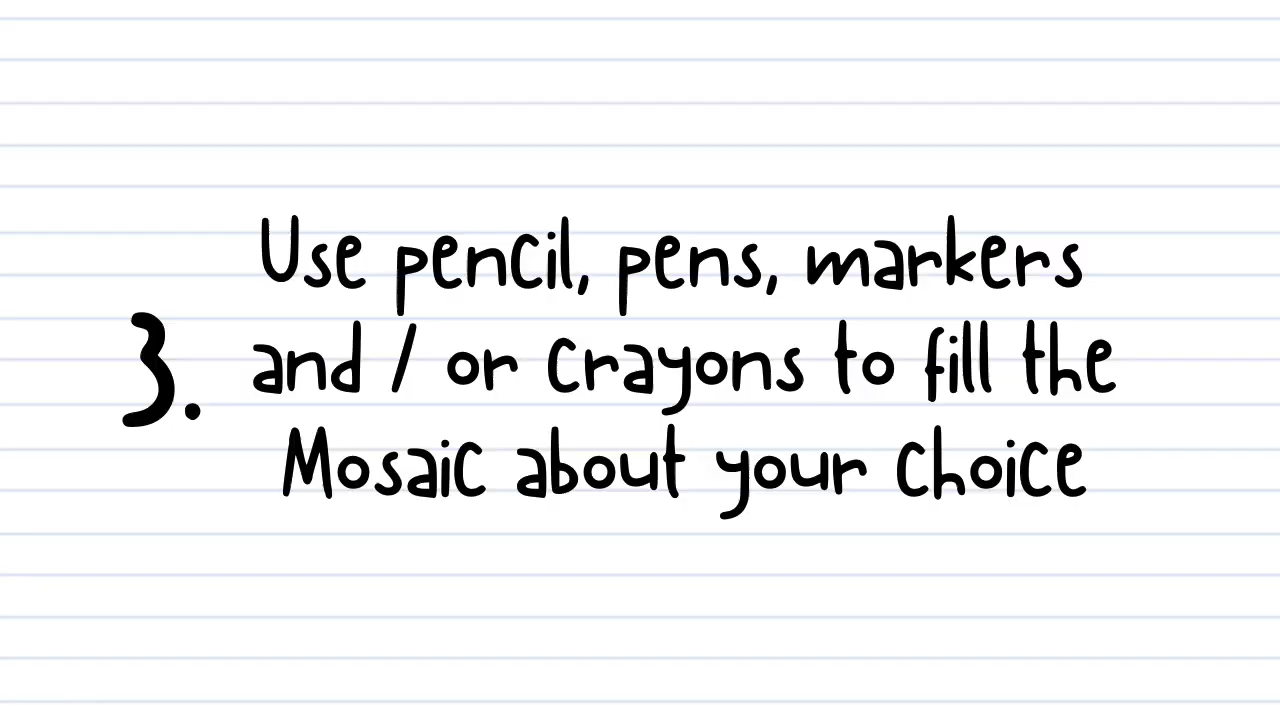 Use pencil, pens, markers
3. and / or crayons to fill the
Mosaic about your choice